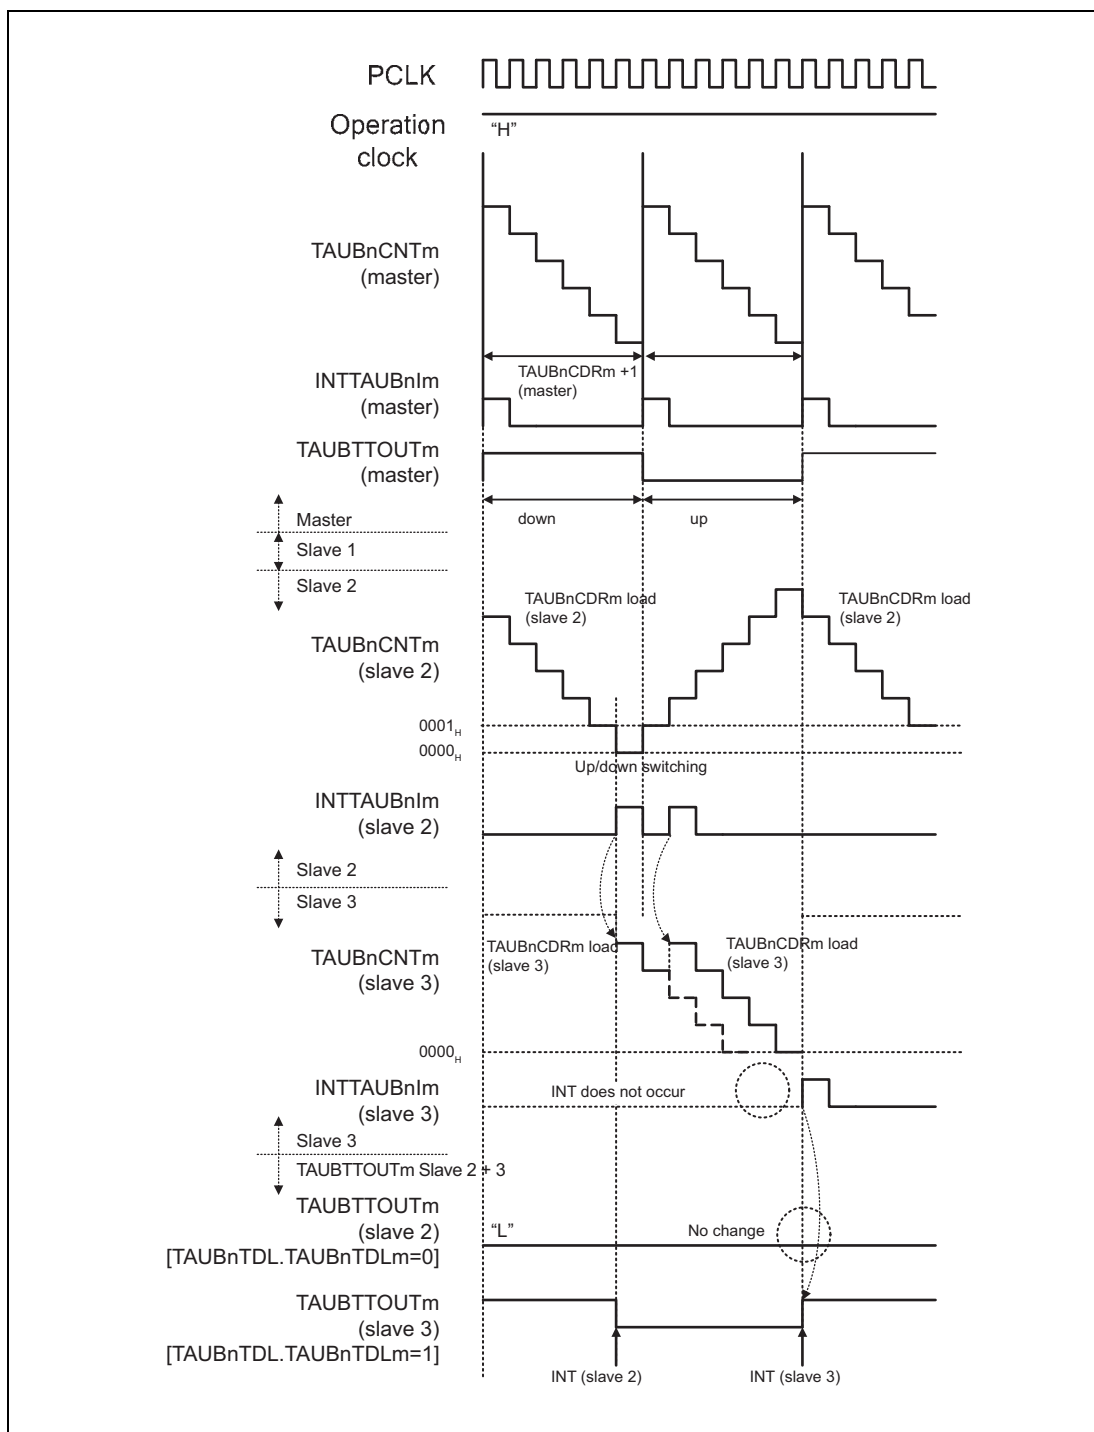 PCLK
Operation
clock
“H”
TAUBnCNTm
(master)
TAUBnCDRm +1
(master)
INTTAUBnIm
(master)
TAUBTTOUTm
(master)
down
up
Master
Slave 1
Slave 2
TAUBnCDRm load
(slave 2)
TAUBnCDRm load
(slave 2)
TAUBnCNTm
(slave 2)
0001H
0000H
Up/down switching
INTTAUBnIm
(slave 2)
Slave 2
Slave 3
TAUBnCDRm load
(slave 3)
TAUBnCDRm load
(slave 3)
TAUBnCNTm
(slave 3)
0000H
INTTAUBnIm
(slave 3)
INT does not occur
Slave 3
TAUBTTOUTm Slave 2 + 3
TAUBTTOUTm
(slave 2)
[TAUBnTDL.TAUBnTDLm=0]
“L”
No change
TAUBTTOUTm
(slave 3)
[TAUBnTDL.TAUBnTDLm=1]
INT (slave 2)
INT (slave 3)